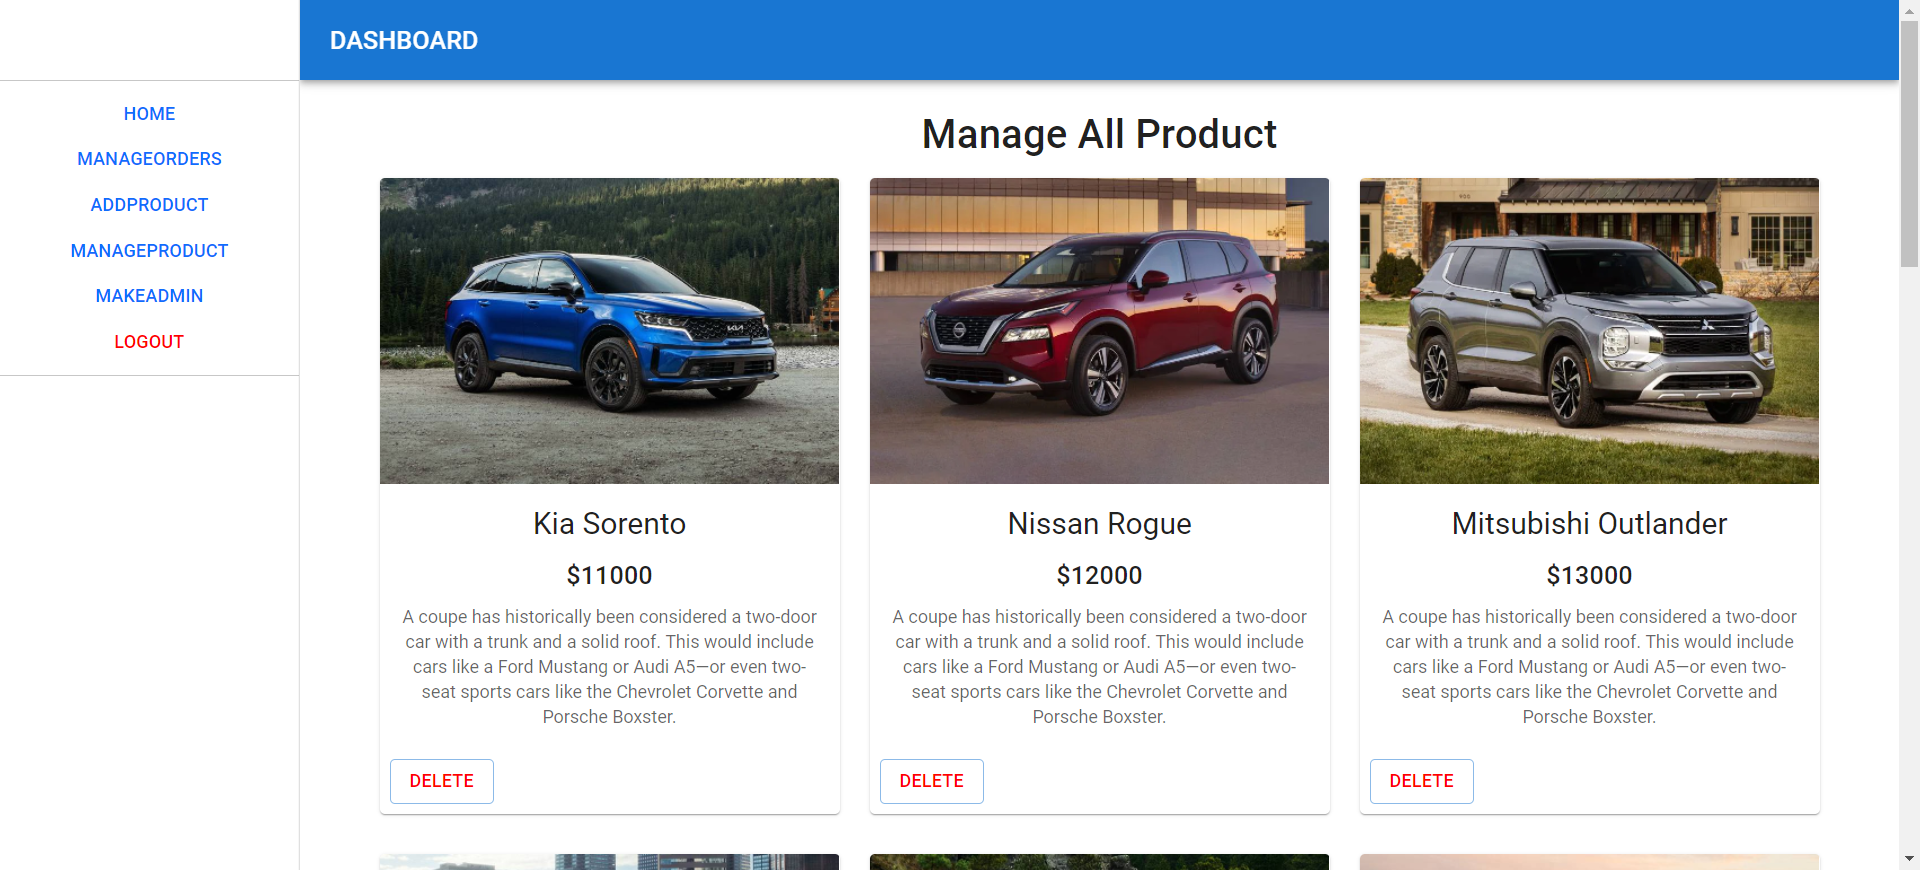 DASHBOARD
HOME
MANAGEORDERS
ADDPRODUCT
MANAGEPRODUCT
MAKEADMIN
LOGOUT
Manage All Product
KIA
Kia Sorento
$11000
A coupe has historically been considered a two-door
car with a trunk and a solid roof. This would include
cars like a Ford Mustang or Audi A5—or even two-
seat sports cars like the Chevrolet Corvette and
Porsche Boxster.
DELETE
Nissan Rogue
$12000
A coupe has historically been considered a two-door
car with a trunk and a solid roof. This would include
cars like a Ford Mustang or Audi A5—or even two-
seat sports cars like the Chevrolet Corvette and
Porsche Boxster.
DELETE
Mitsubishi Outlander
$13000
A coupe has historically been considered a two-door
car with a trunk and a solid roof. This would include
cars like a Ford Mustang or Audi A5—or even two-
seat sports cars like the Chevrolet Corvette and
Porsche Boxster.
DELETE